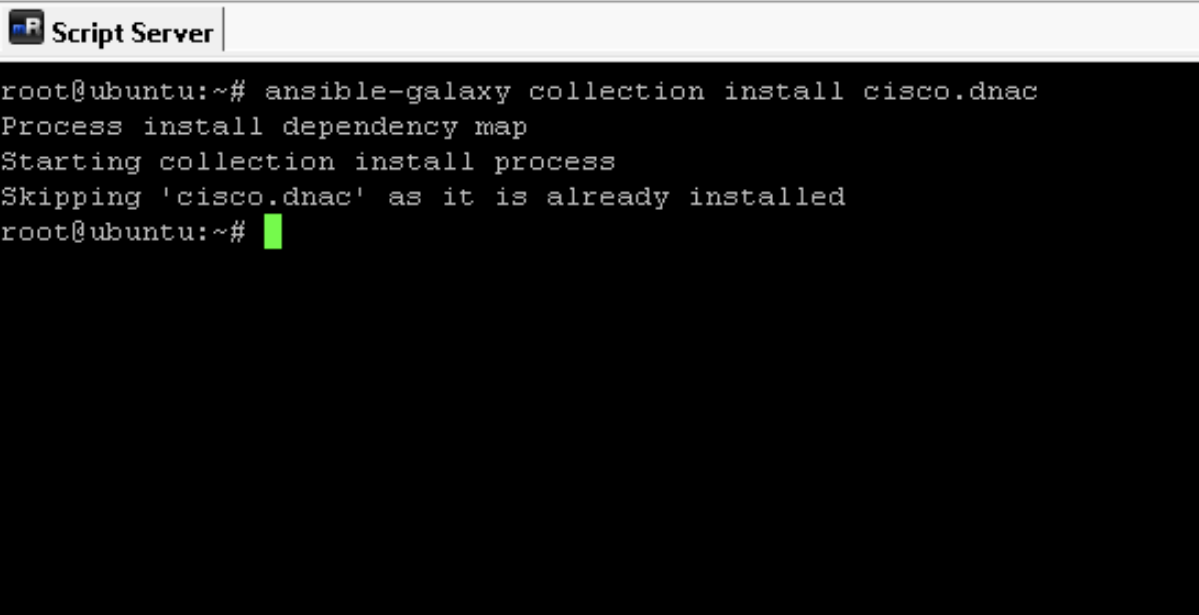 mR Script Server
root@ubuntu:~# ansible-galaxy collection install cisco.dnac
Process install dependency map
Starting collection install process
Skipping 'cisco.dnac' as it is already installed
root@ubuntu:~#